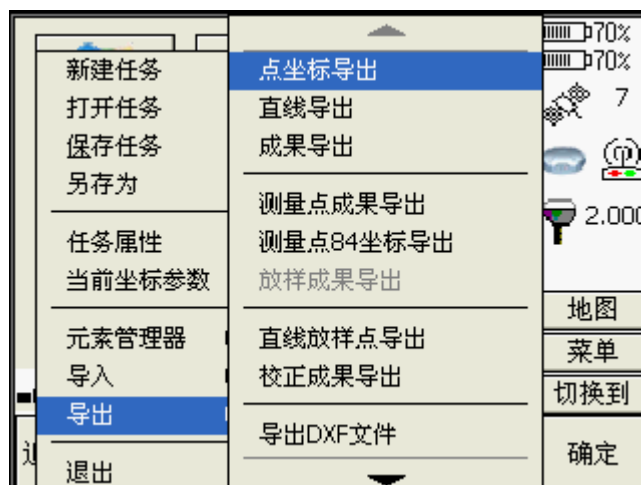 新建任务
打开任务
保存任务
另存为
任务属性
当前坐标参数
元素管理器
导入
导出
退出
点坐标导出
直线导出
成果导出
测量点成果导出
测量点84坐标导出
放样成果导出
直线放样点导出
校正成果导出
导出DXF文件
70%
70%
7
2.000
地图
菜单
切换到
确定